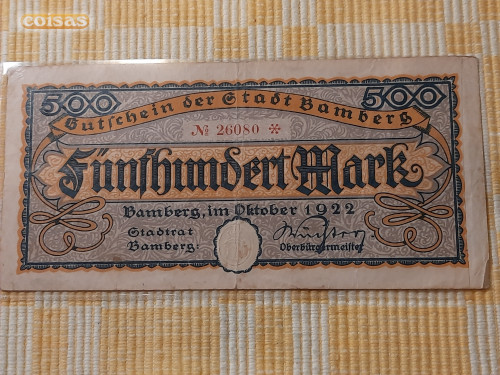 coisas
500 500
Gutschein der Stadt Bamberg
№ 26080 *
Fünfhundert Mark
Bamberg, im Oktober 1922
Stadtrat
Bamberg:
Oberbürgermeister